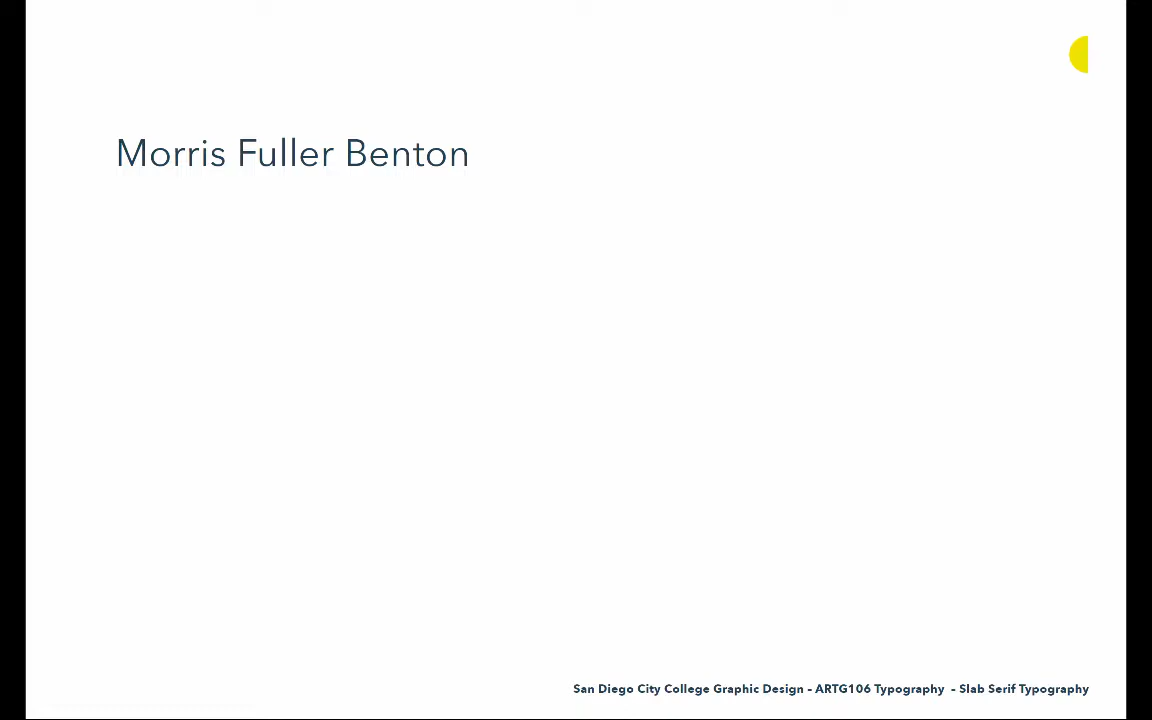 Morris Fuller Benton
San Diego City College Graphic Design – ARTG106 Typography – Slab Serif Typography